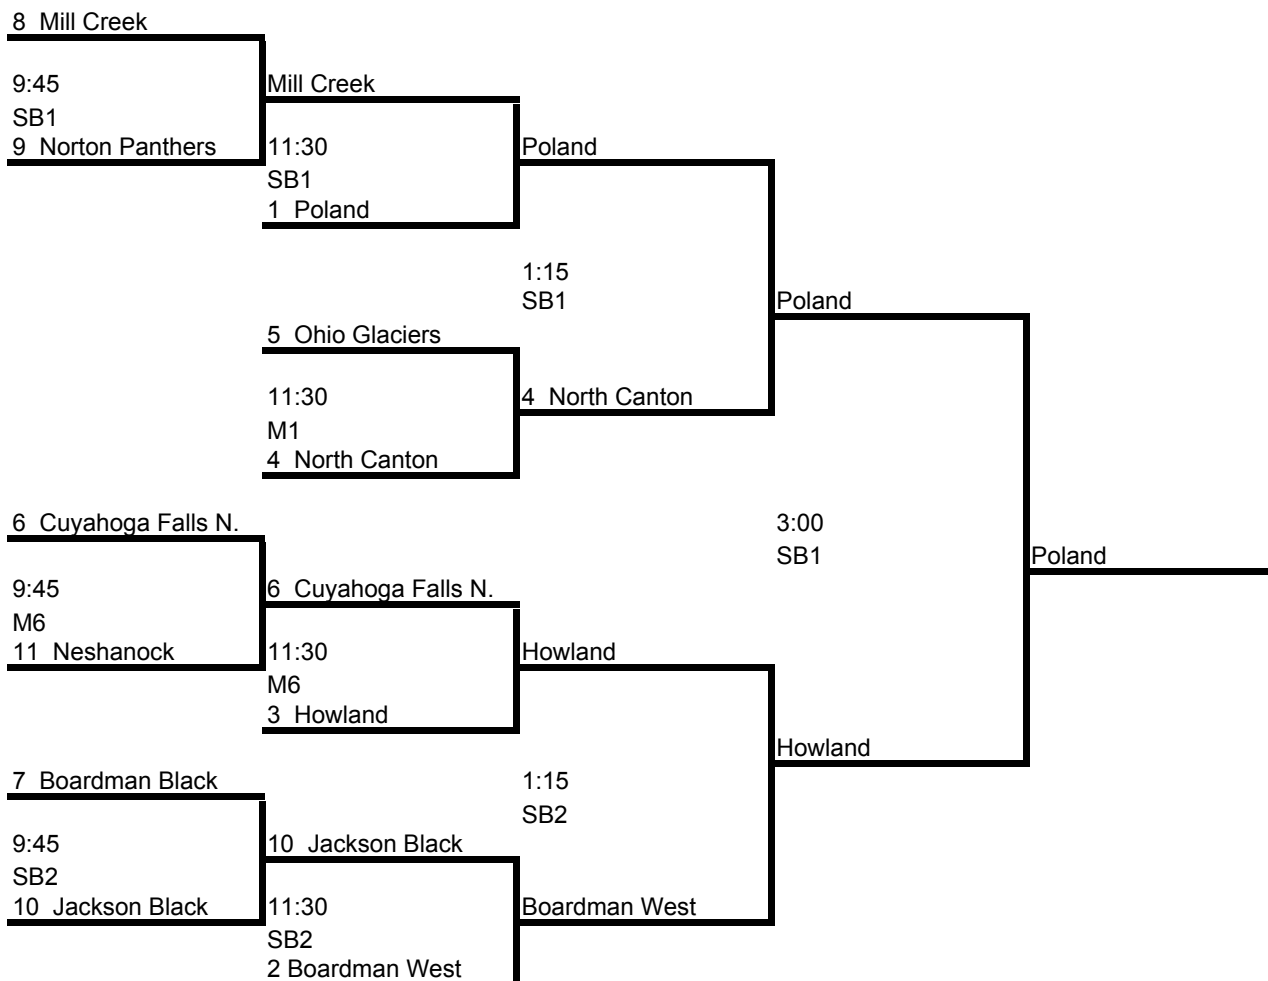 8  Mill Creek
9:45
Mill Creek
SB1
9  Norton Panthers
11:30
Poland
SB1
1  Poland
1:15
SB1
Poland
5  Ohio Glaciers
11:30
4  North Canton
M1
4  North Canton
6  Cuyahoga Falls N.
3:00
SB1
Poland
9:45
6  Cuyahoga Falls N.
M6
11  Neshanock
11:30
Howland
M6
3  Howland
Howland
7  Boardman Black
1:15
SB2
9:45
10  Jackson Black
SB2
10  Jackson Black
11:30
Boardman West
SB2
2 Boardman West